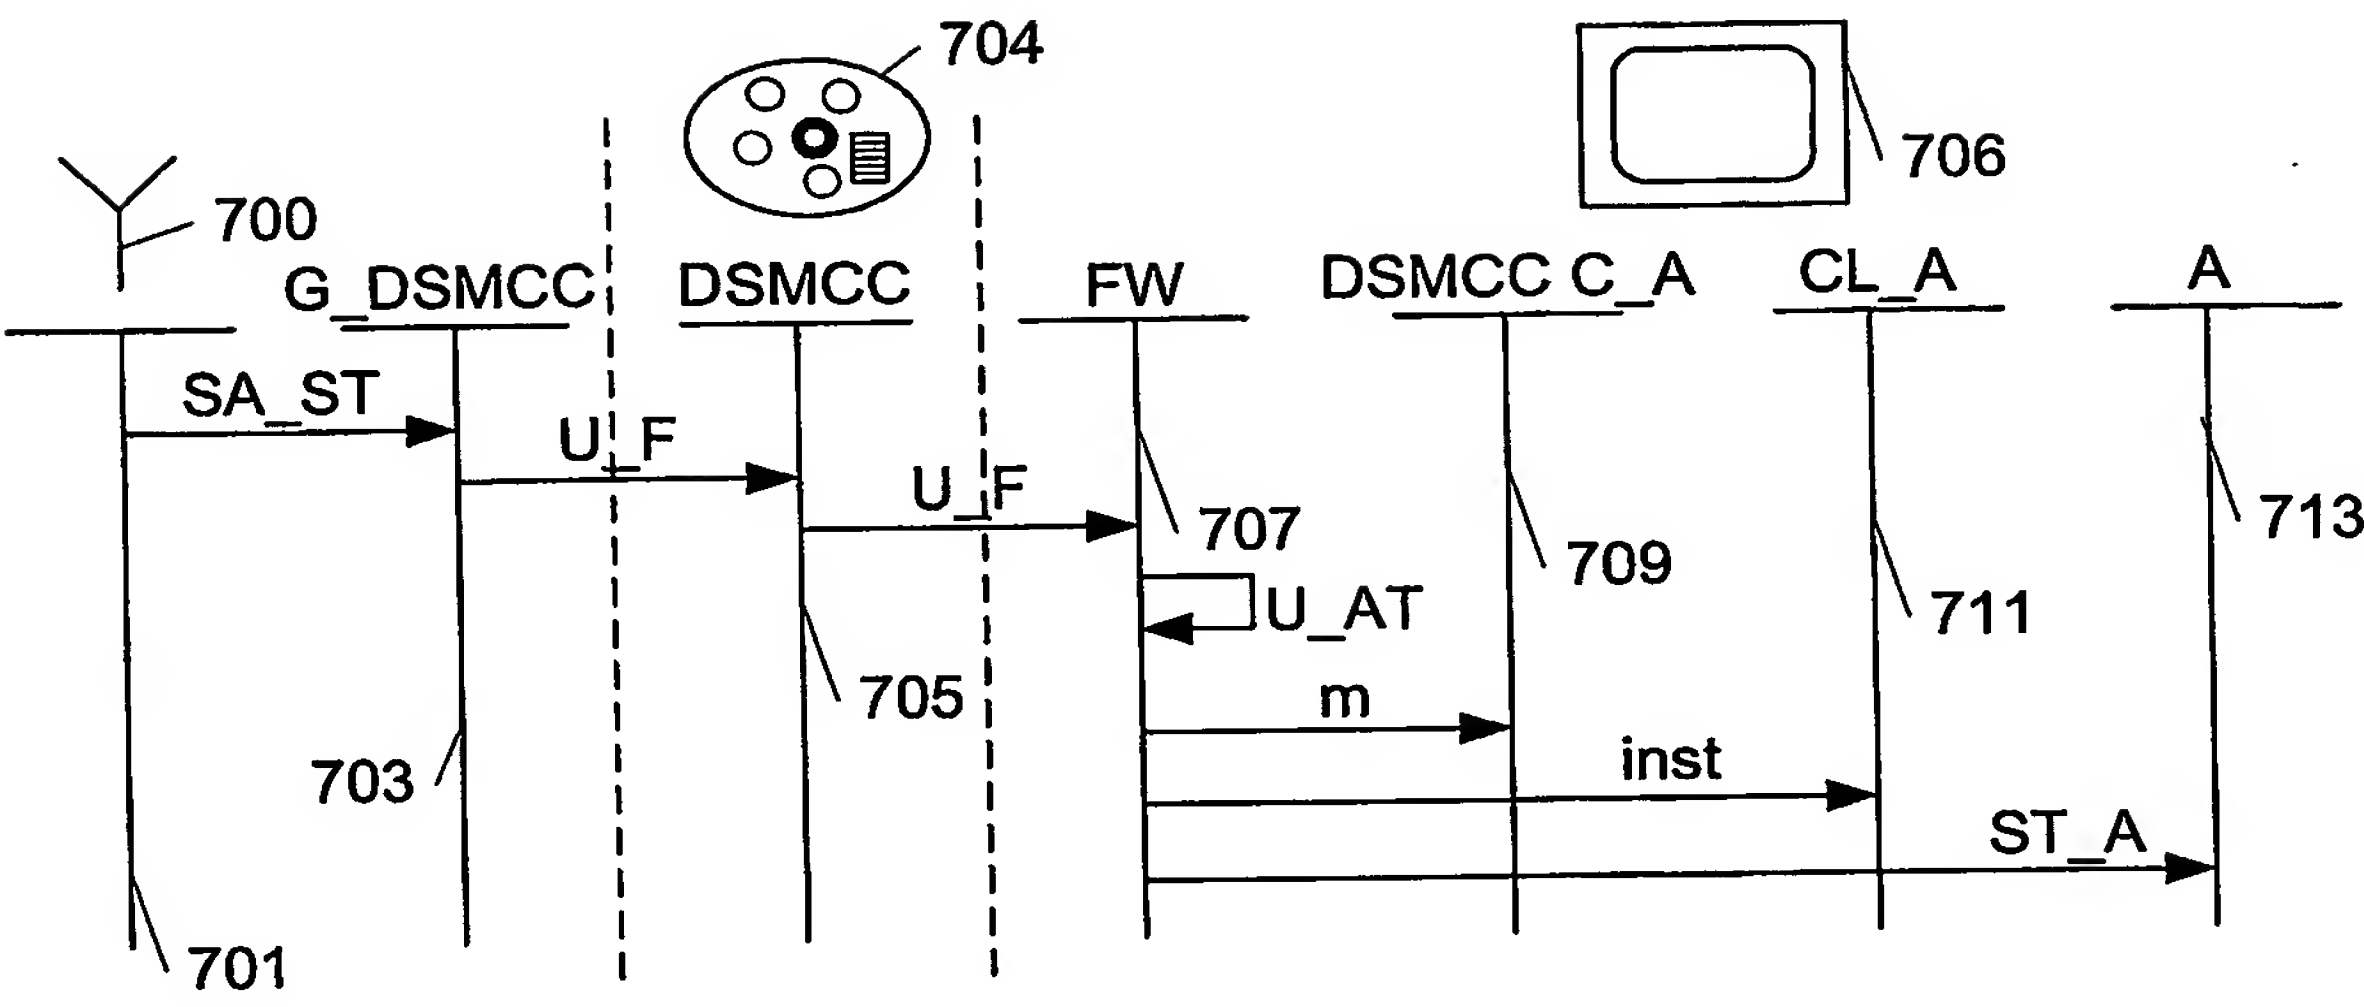 704
706
700
G_DSMCC
DSMCC
FW
DSMCC C_A
CL_A
A
SA_ST
U_F
U_F
707
709
713
U_AT
711
705
m
703
inst
ST_A
701